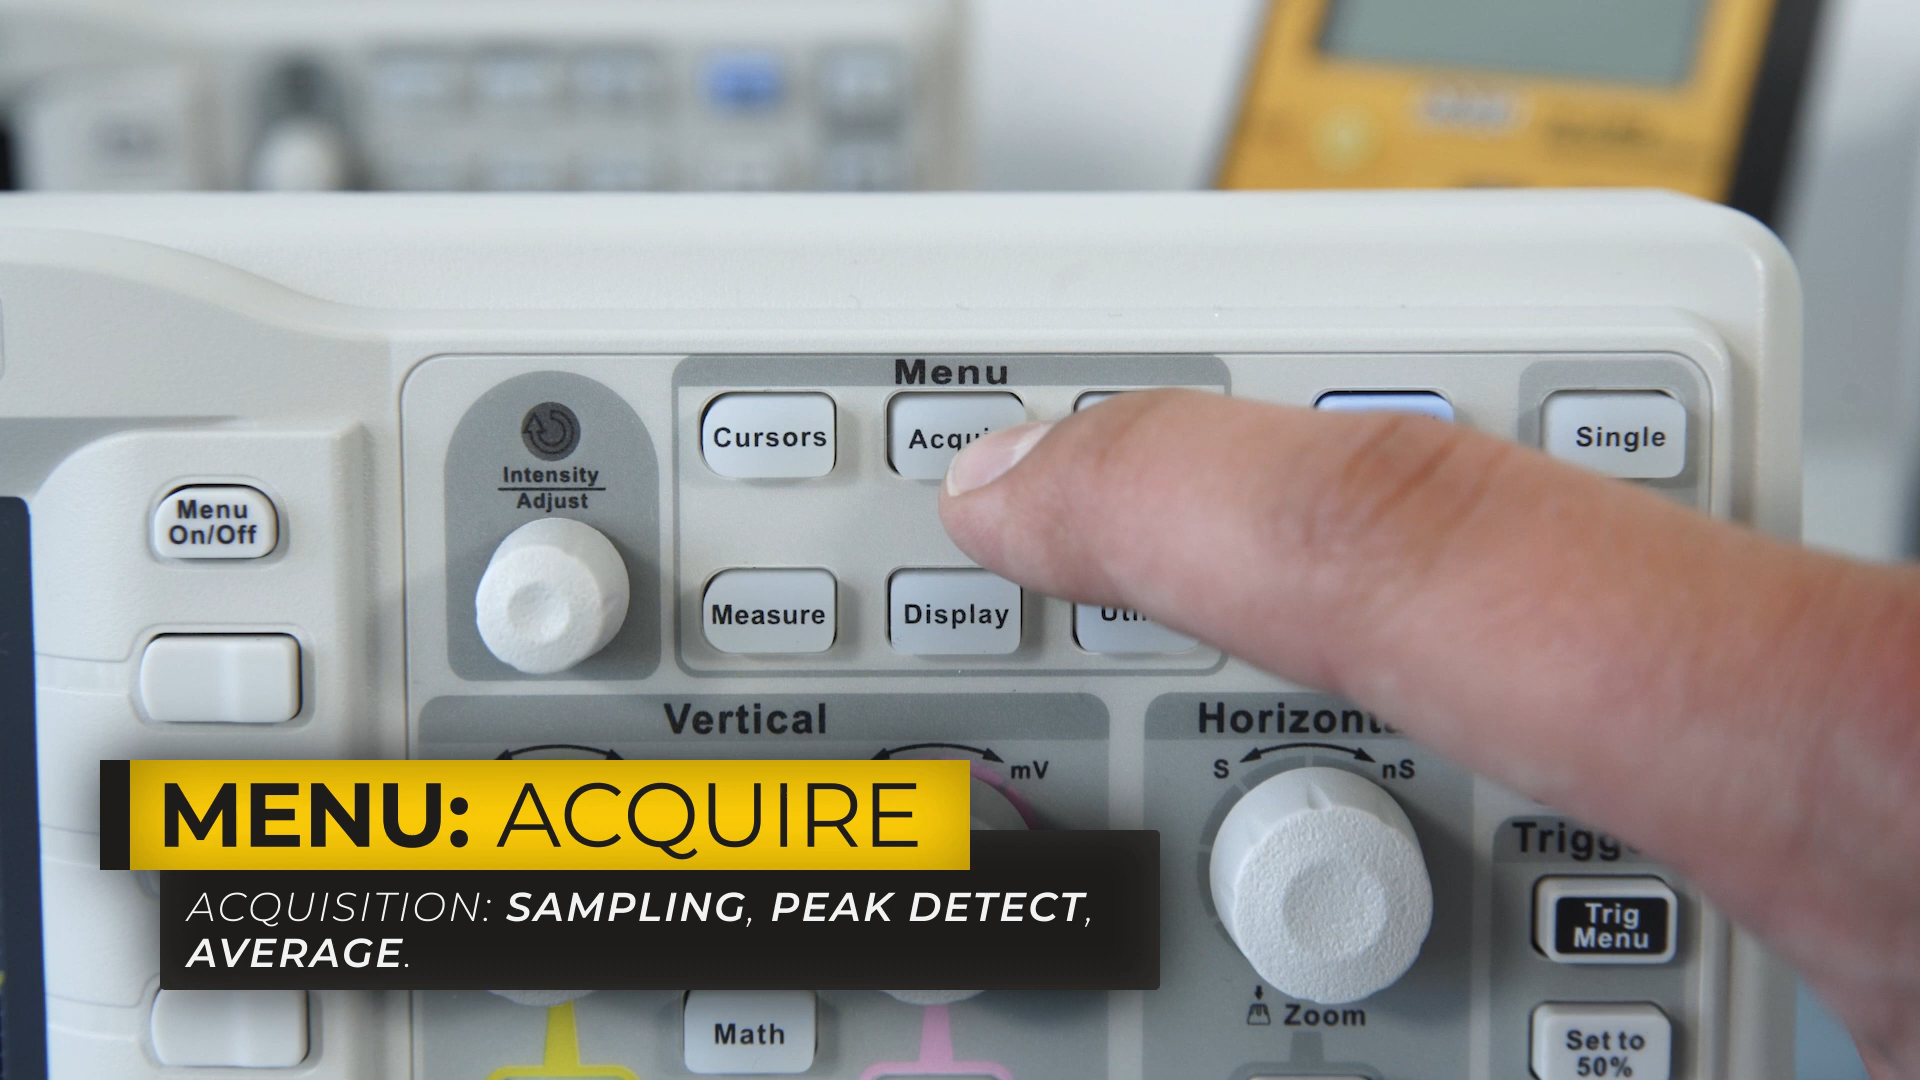 Menu
Cursors
Single
Intensity
Adjust
Menu
On/Off
Measure
Display
Vertical
mV
S
nS
MENU: ACQUIRE
ACQUISITION: SAMPLING, PEAK DETECT,
AVERAGE.
Trig
Menu
Zoom
Math
Set to
50%